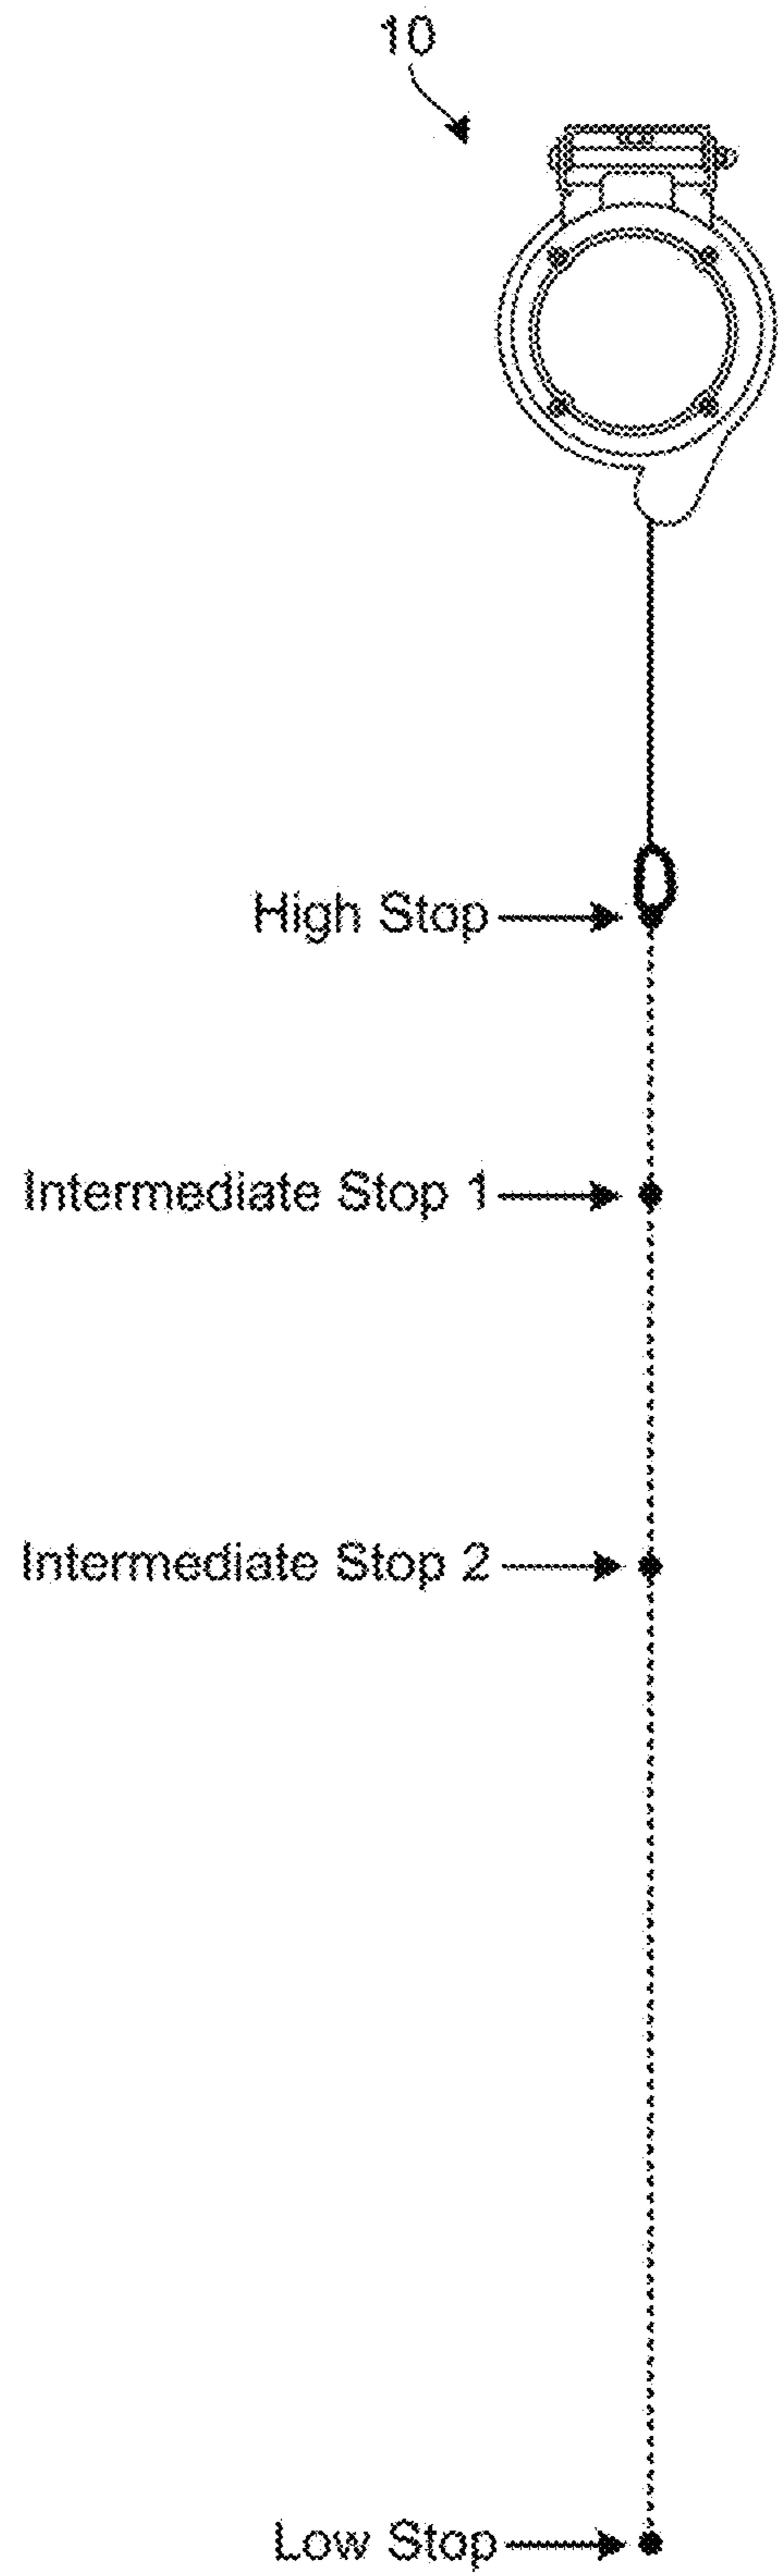 10
High Stop
Intermediate Stop 1
Intermediate Stop 2
Low Stop